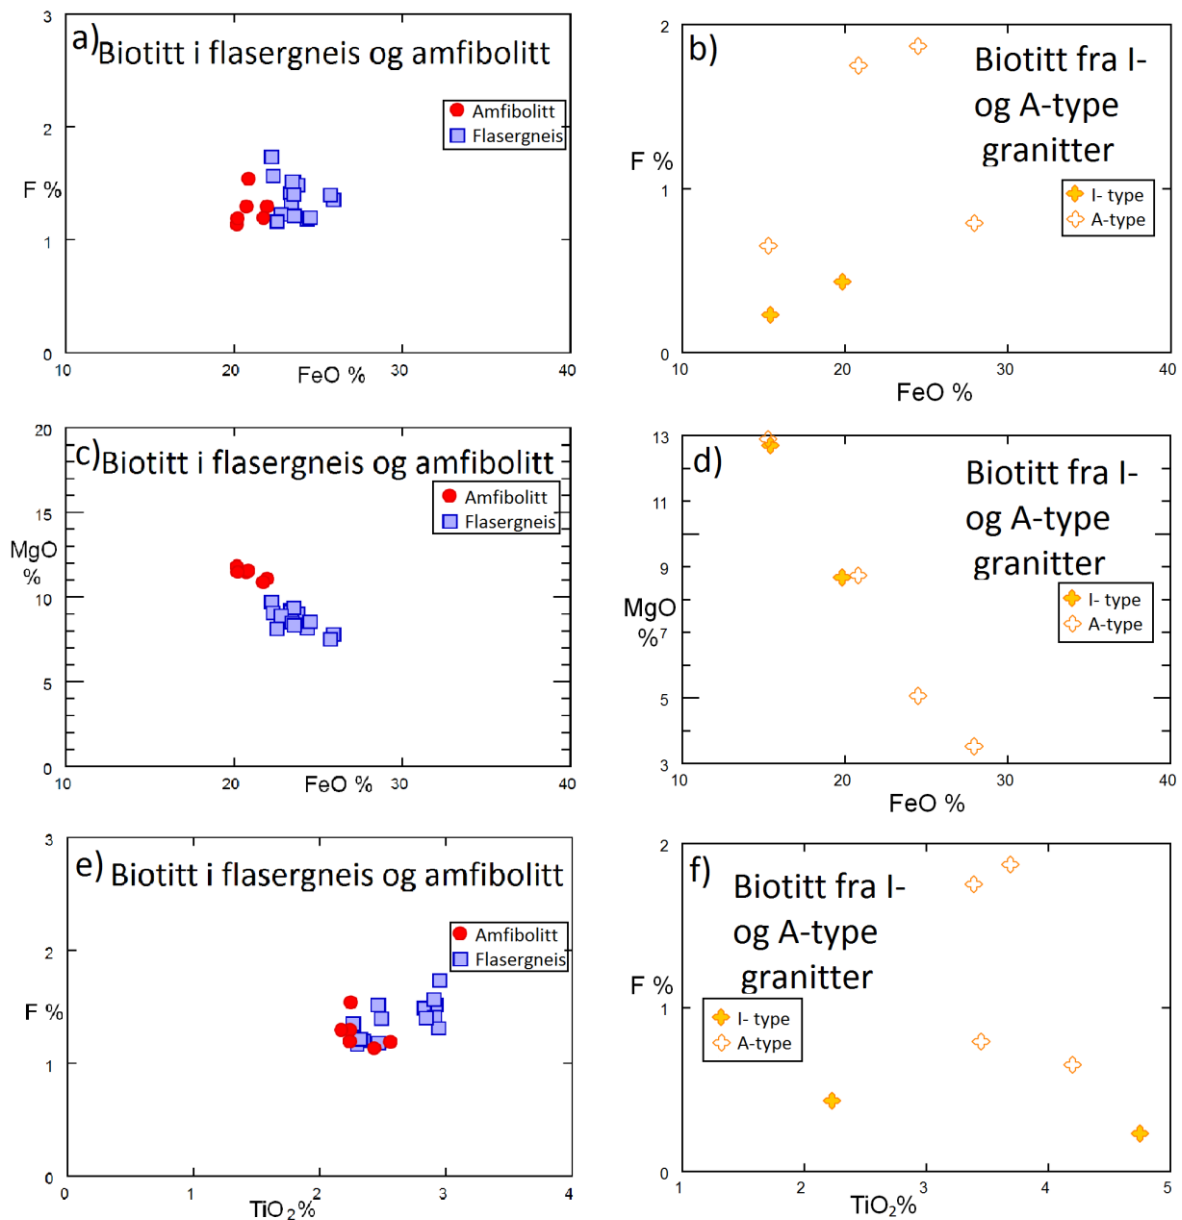 a) Biotitt i flasergneis og amfibolitt
Amfibolitt
Flasergneis
3
2
F %
1
0
10 20 30 40
FeO %
b)
Biotitt fra I-
og A-type
granitter
I- type
A-type
2
F %
1
0
10 20 30 40
FeO %
c) Biotitt i flasergneis og amfibolitt
Amfibolitt
Flasergneis
20
15
MgO
%
10
5
0
10 20 30 40
FeO %
d)
Biotitt fra I-
og A-type
granitter
I- type
A-type
13
11
9
MgO
%7
5
3
10 20 30 40
FeO %
e) Biotitt i flasergneis og amfibolitt
Amfibolitt
Flasergneis
3
2
F %
1
0
0 1 2 3 4
TiO2%
f)
Biotitt fra I-
og A-type
granitter
I- type
A-type
2
F %
1
0
1 2 3 4 5
TiO2%